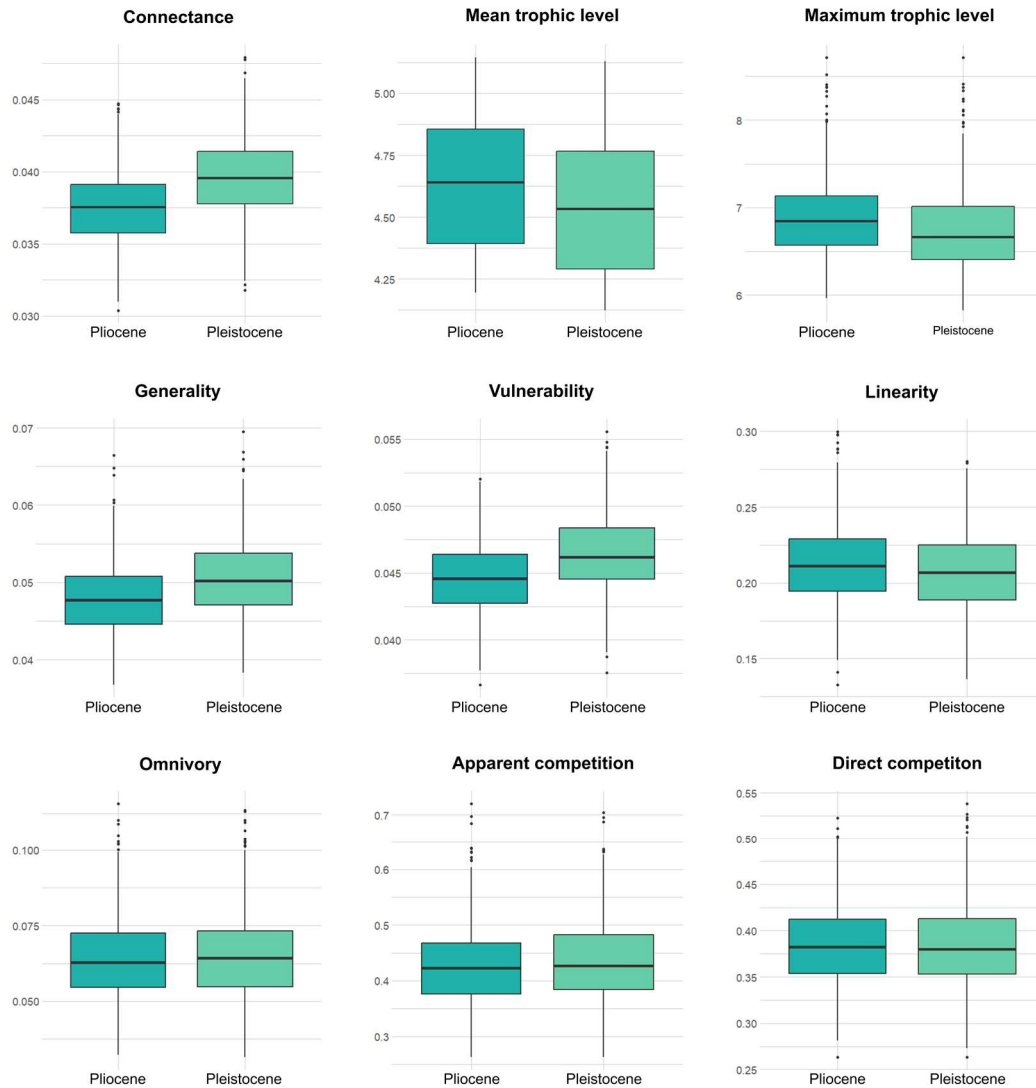 Connectance
0.045
0.040
0.035
0.030
Pliocene
Pleistocene
Mean trophic level
5.00
4.75
4.50
4.25
Pliocene
Pleistocene
Maximum trophic level
8
7
6
Pliocene
Pleistocene
Generality
0.07
0.06
0.05
0.04
Pliocene
Pleistocene
Vulnerability
0.055
0.050
0.045
0.040
Pliocene
Pleistocene
Linearity
0.30
0.25
0.20
0.15
Pliocene
Pleistocene
Omnivory
0.100
0.075
0.050
Pliocene
Pleistocene
Apparent competition
0.7
0.6
0.5
0.4
0.3
Pliocene
Pleistocene
Direct competiton
0.55
0.50
0.45
0.40
0.35
0.30
0.25
Pliocene
Pleistocene